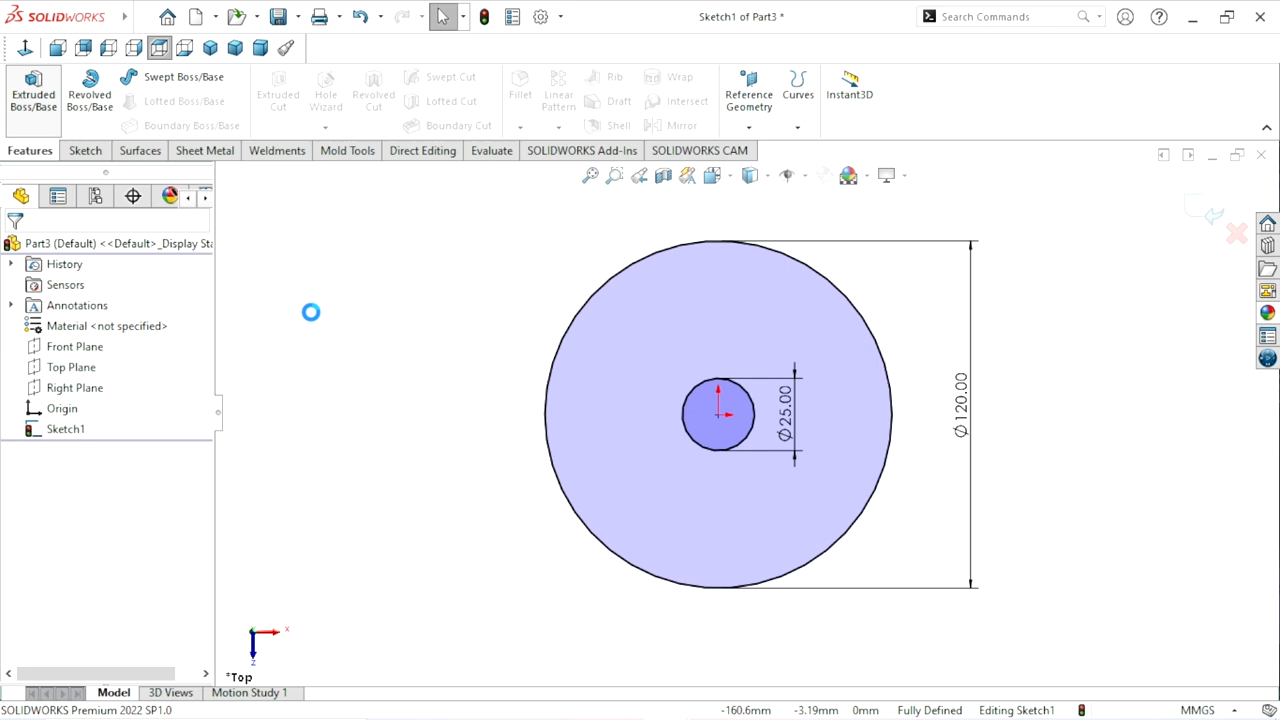 SOLIDWORKS
Sketch1 of Part3 *
Search Commands
Extruded Boss/Base
Revolved Boss/Base
Swept Boss/Base
Lofted Boss/Base
Boundary Boss/Base
Extruded Cut
Hole Wizard
Revolved Cut
Swept Cut
Lofted Cut
Boundary Cut
Fillet
Linear Pattern
Rib
Draft
Shell
Wrap
Intersect
Mirror
Reference Geometry
Curves
Instant3D
Features
Sketch
Surfaces
Sheet Metal
Weldments
Mold Tools
Direct Editing
Evaluate
SOLIDWORKS Add-Ins
SOLIDWORKS CAM
Part3 (Default) <<Default>_Display Sta
History
Sensors
Annotations
Material <not specified>
Front Plane
Top Plane
Right Plane
Origin
Sketch1
∅25.00
∅120.00
x
z
*Top
Model
3D Views
Motion Study 1
SOLIDWORKS Premium 2022 SP1.0
-160.6mm
-3.19mm
0mm
Fully Defined
Editing Sketch1
MMGS